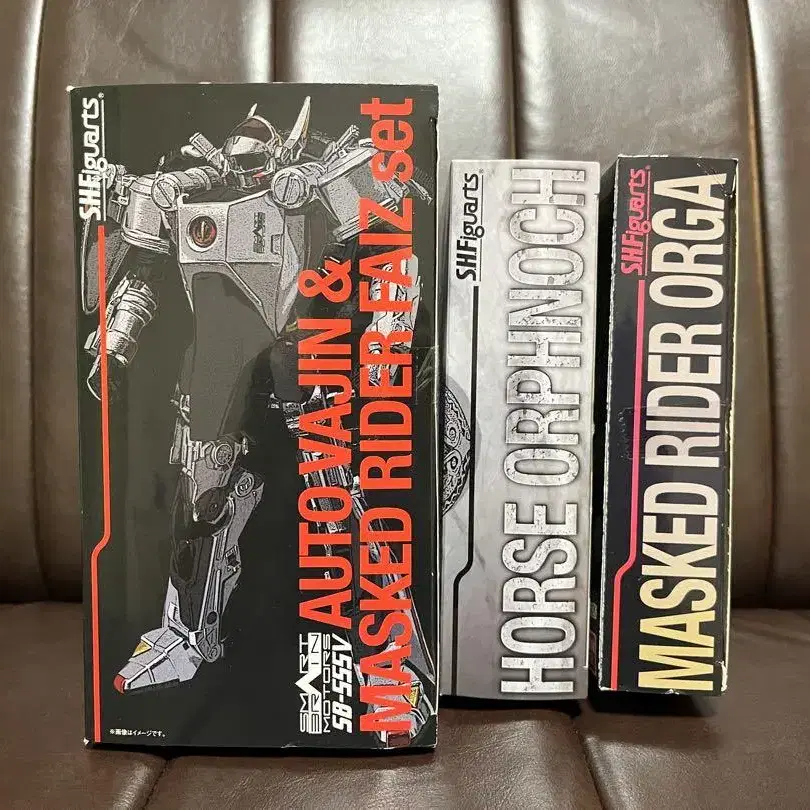 S.H.Figuarts
AUTO VAJIN &
MASKED RIDER FAIZ set
SMART
BRAIN
MOTORS
SB-555V
※画像はイメージです。
S.H.Figuarts
HORSE ORPHNOCH
S.H.Figuarts
MASKED RIDER ORGA